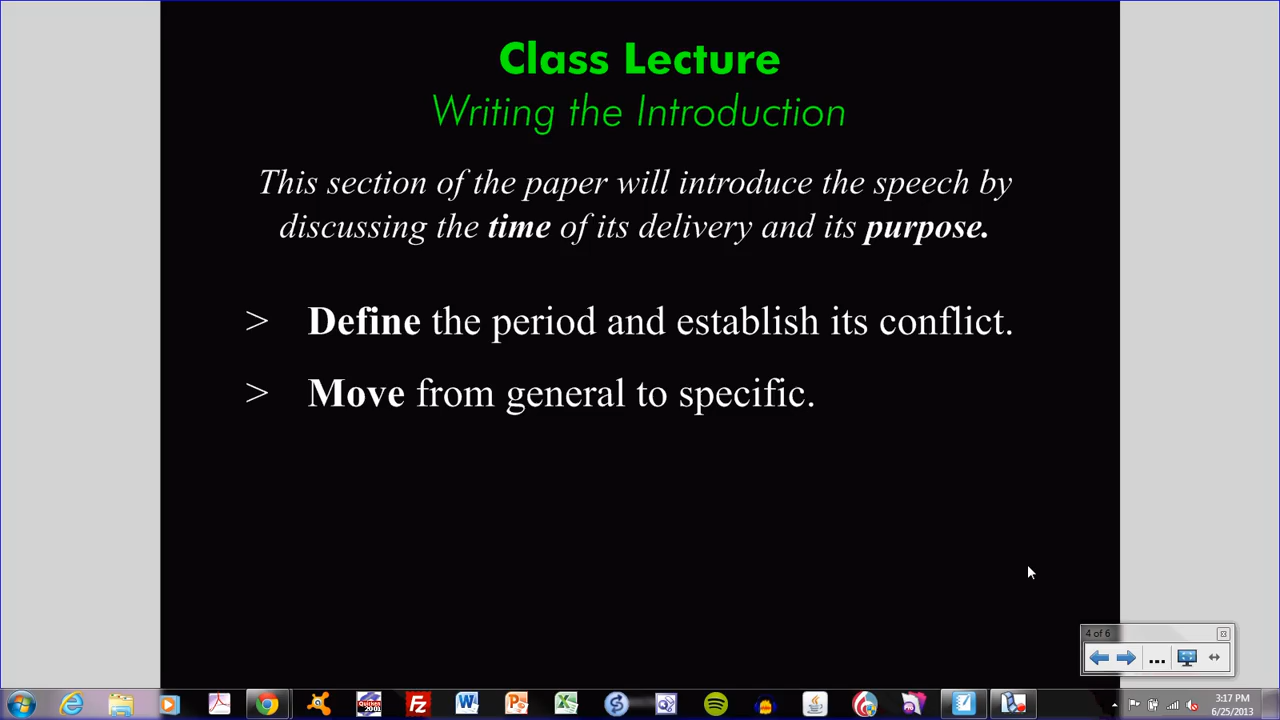 Class Lecture
Writing the Introduction
This section of the paper will introduce the speech by
discussing the time of its delivery and its purpose.
> Define the period and establish its conflict.
> Move from general to specific.
4 of 6
...
3:17 PM
6/25/2013